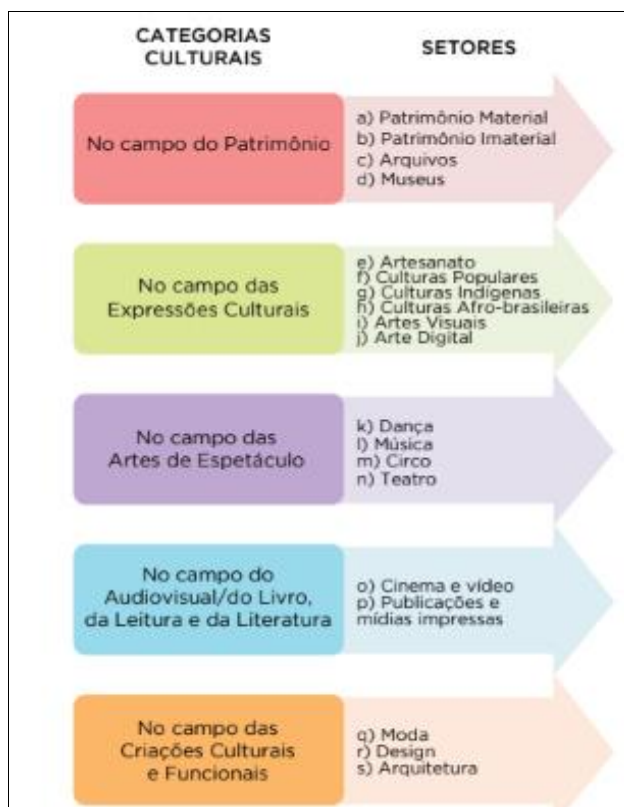 CATEGORIAS
CULTURAIS
SETORES
No campo do Patrimônio
a) Patrimônio Material
b) Patrimônio Imaterial
c) Arquivos
d) Museus
No campo das
Expressões Culturais
e) Artesanato
f) Culturas Populares
g) Culturas Indígenas
h) Culturas Afro-brasileiras
i) Artes Visuais
j) Arte Digital
No campo das
Artes de Espetáculo
k) Dança
l) Música
m) Circo
n) Teatro
No campo do
Audiovisual/do Livro,
da Leitura e da Literatura
o) Cinema e vídeo
p) Publicações e
mídias impressas
No campo das
Criações Culturais
e Funcionais
q) Moda
r) Design
s) Arquitetura